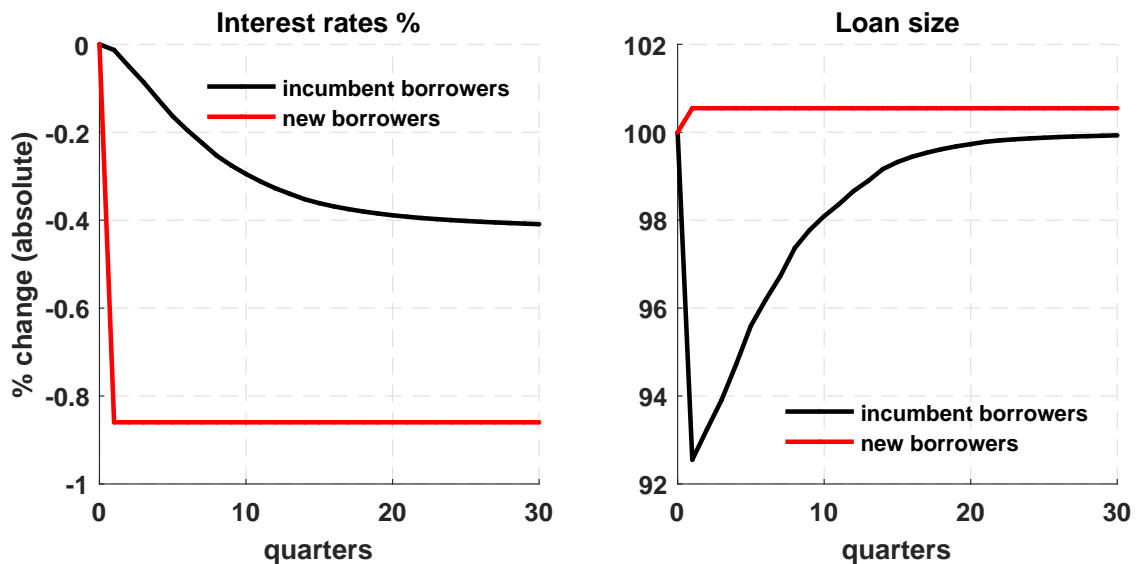 Interest rates %
% change (absolute)
0
-0.2
-0.4
-0.6
-0.8
-1
incumbent borrowers
new borrowers
0
10
20
30
quarters
Loan size
102
100
98
96
94
92
incumbent borrowers
new borrowers
0
10
20
30
quarters